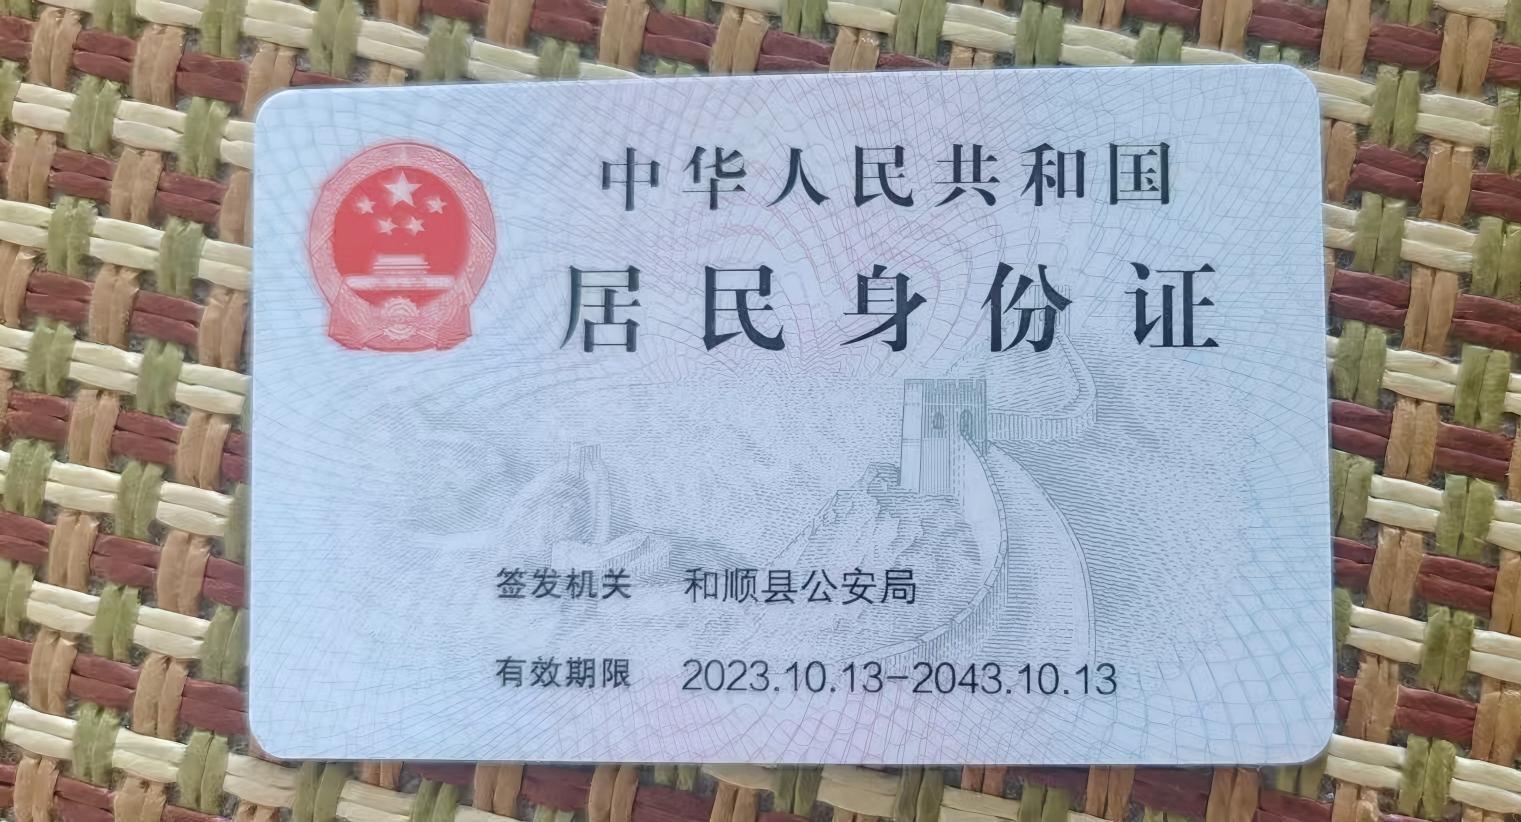 中华人民共和国
居民身份证
签发机关 和顺县公安局
有效期限 2023.10.13-2043.10.13